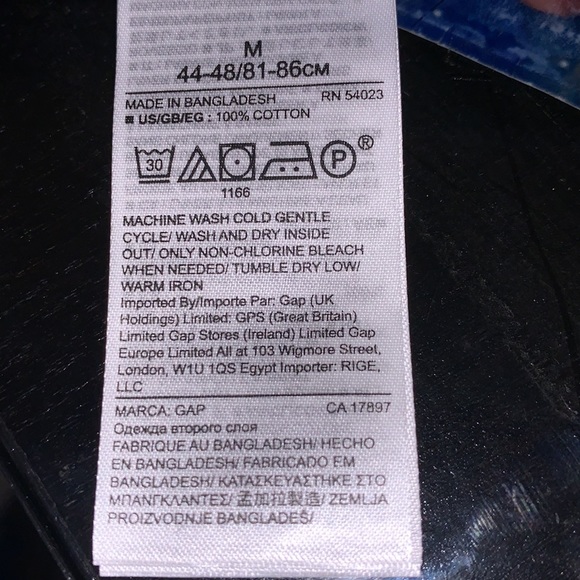 M
44-48/81-86CM
MADE IN BANGLADESH RN 54023
■ US/GB/EG : 100% COTTON
30 P ®
1166
MACHINE WASH COLD GENTLE
CYCLE/ WASH AND DRY INSIDE
OUT/ ONLY NON-CHLORINE BLEACH
WHEN NEEDED/ TUMBLE DRY LOW/
WARM IRON
Imported By/Importe Par: Gap (UK
Holdings) Limited: GPS (Great Britain)
Limited Gap Stores (Ireland) Limited Gap
Europe Limited All at 103 Wigmore Street,
London, W1U 1QS Egypt Importer: RIGE,
LLC
MARCA: GAP CA 17897
Одежда второго слоя
FABRIQUE AU BANGLADESH/ HECHO
EN BANGLADESH/ FABRICADO EM
BANGLADESH/ ΚΑΤΑΣΚΕΥΑΣΤΗΚΕ ΣΤΟ
ΜΠΑΝΓΚΛΑΝΤΕΣ/ 孟加拉製造/ ZEMLJA
PROIZVODNJE BANGLADEŠ/